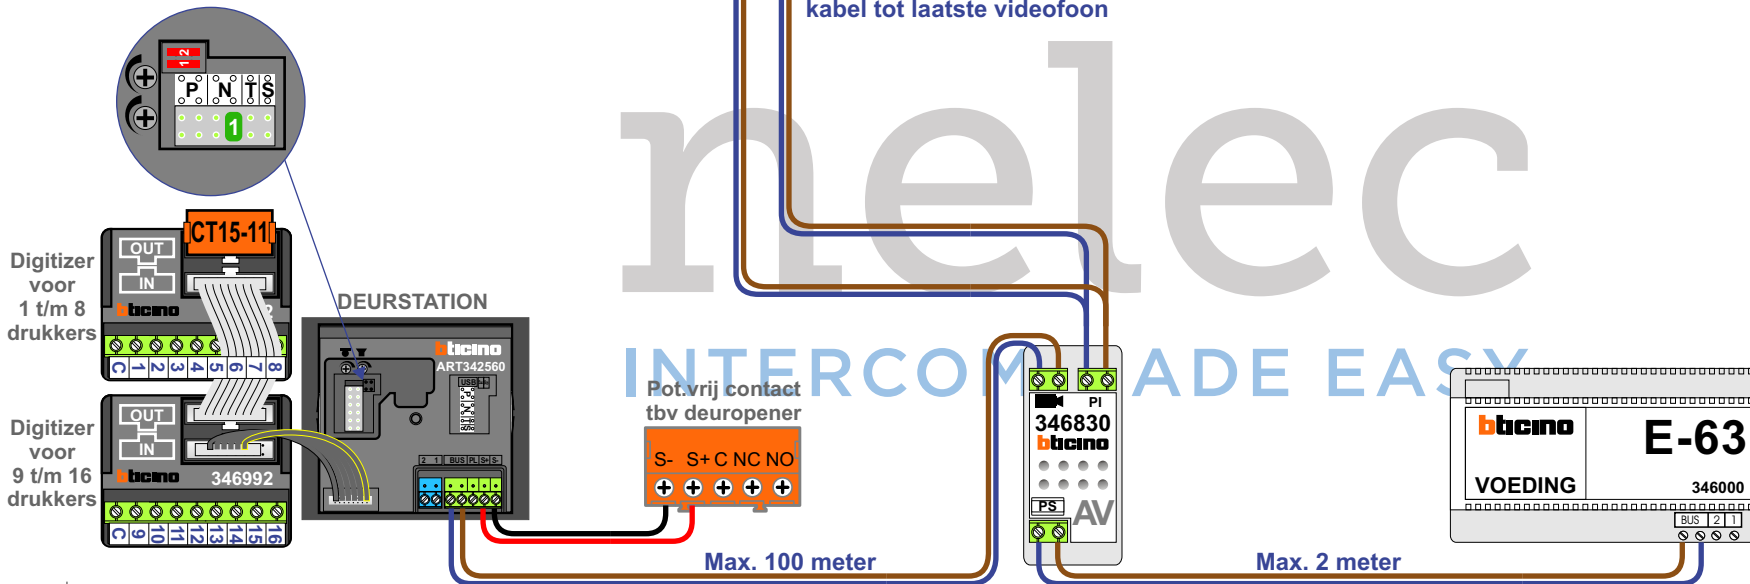 kabel tot laatste videofoon
nelec
INTERCOM MADE EASY
1 2
P N T S
1
CT15-11
OUT
IN
bticino
2
C 1 2 3 4 5 6 7 8
Digitizer
voor
1 t/m 8
drukkers
OUT
IN
bticino
346992
C 9 10 11 12 13 14 15 16
Digitizer
voor
9 t/m 16
drukkers
DEURSTATION
bticino
ART342560
USB
P N T S
2 1 BUS PL S+ S-
Pot.vrij contact
tbv deuropener
S- S+ C NC NO
PI
346830
bticino
PS
AV
bticino
E-63
VOEDING
346000
BUS 2 1
Max. 100 meter
Max. 2 meter